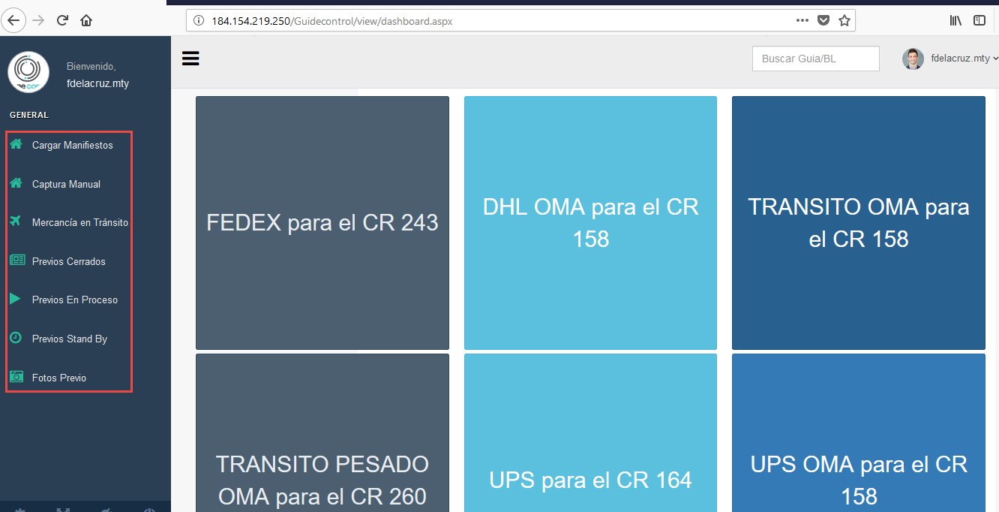 184.154.219.250/Guidecontrol/view/dashboard.aspx
Bienvenido,
fdelacruz.mty
Buscar Guia/BL
fdelacruz.mty
GENERAL
Cargar Manifiestos
Captura Manual
Mercancía en Tránsito
Previos Cerrados
Previos En Proceso
Previos Stand By
Fotos Previo
FEDEX para el CR 243
DHL OMA para el CR
158
TRANSITO OMA para
el CR 158
TRANSITO PESADO
OMA para el CR 260
UPS para el CR 164
UPS OMA para el CR
158